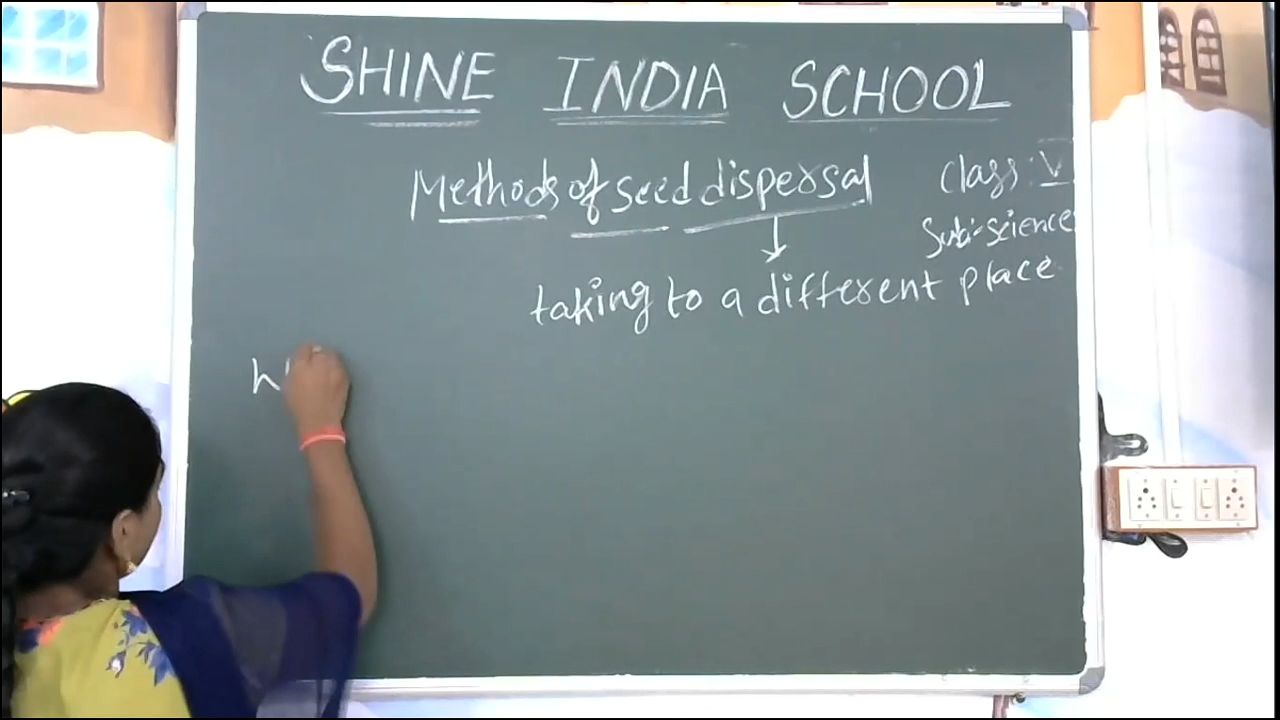 SHINE INDIA SCHOOL
Methods of seed dispersal
Class: V
Sub:-science
taking to a different place